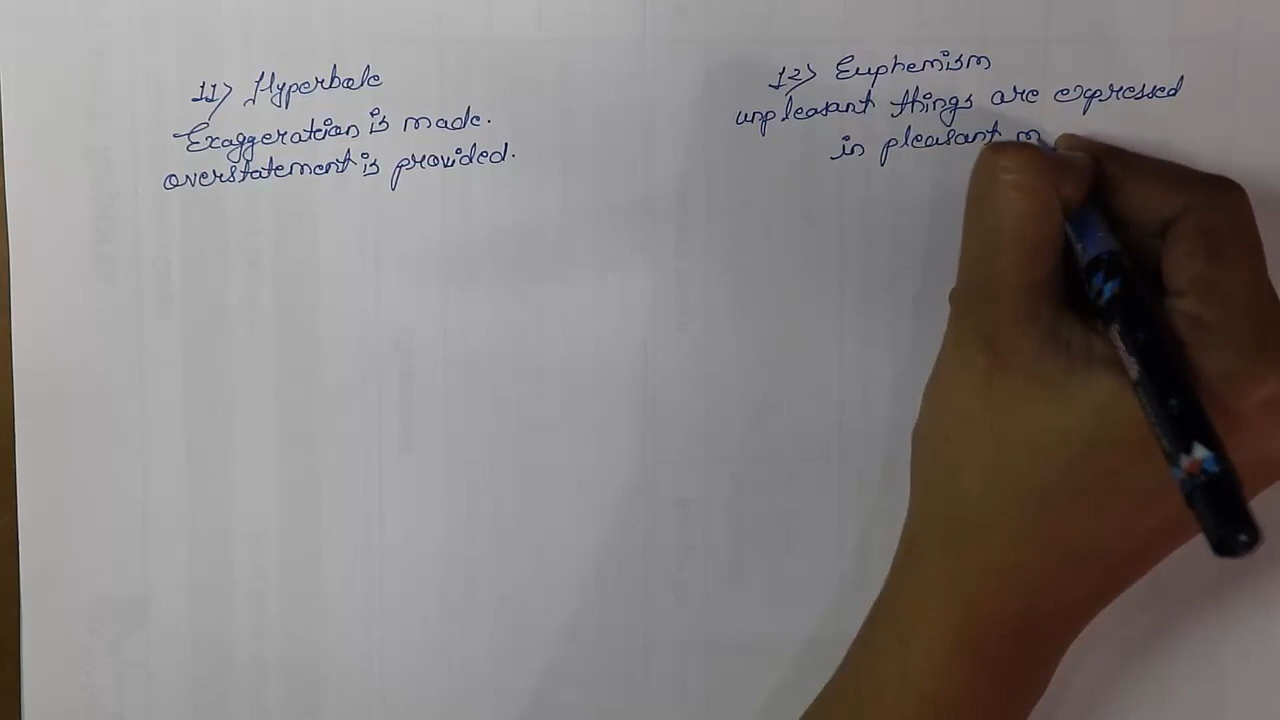 11) Hyperbole
Exaggeration is made.
overstatement is provided.
12) Euphemism
unpleasant things are expressed
in pleasant m